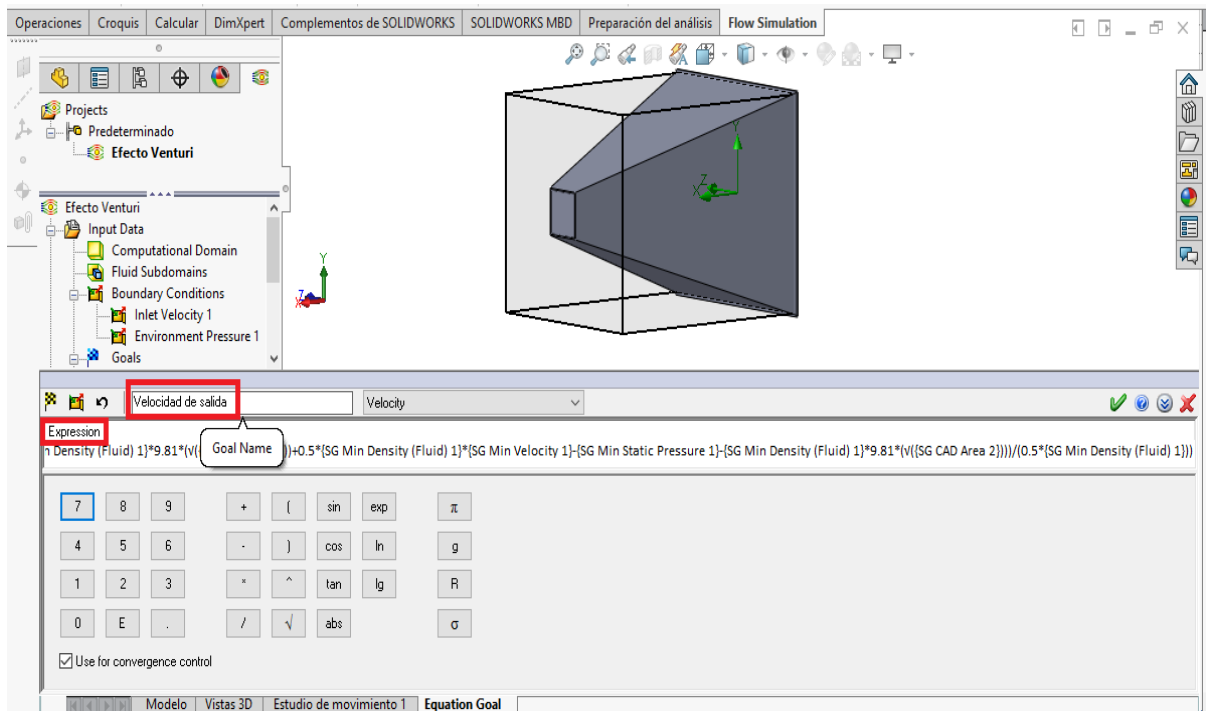 Operaciones Croquis Calcular DimXpert Complementos de SOLIDWORKS SOLIDWORKS MBD Preparación del análisis Flow Simulation
Projects
Predeterminado
Efecto Venturi
Efecto Venturi
Input Data
Computational Domain
Fluid Subdomains
Boundary Conditions
Inlet Velocity 1
Environment Pressure 1
Goals
Y
Z
X
Y
Z
X
Velocidad de salida Velocity
Expression
Goal Name
n Density (Fluid) 1}*9.81*(√( ))+0.5*{SG Min Density (Fluid) 1}*{SG Min Velocity 1}-{SG Min Static Pressure 1}-{SG Min Density (Fluid) 1}*9.81*(√({SG CAD Area 2})))/(0.5*{SG Min Density (Fluid) 1}))
7 8 9 + ( sin exp π
4 5 6 - ) cos ln g
1 2 3 * ^ tan lg R
0 E . / √ abs σ
Use for convergence control
Modelo Vistas 3D Estudio de movimiento 1 Equation Goal